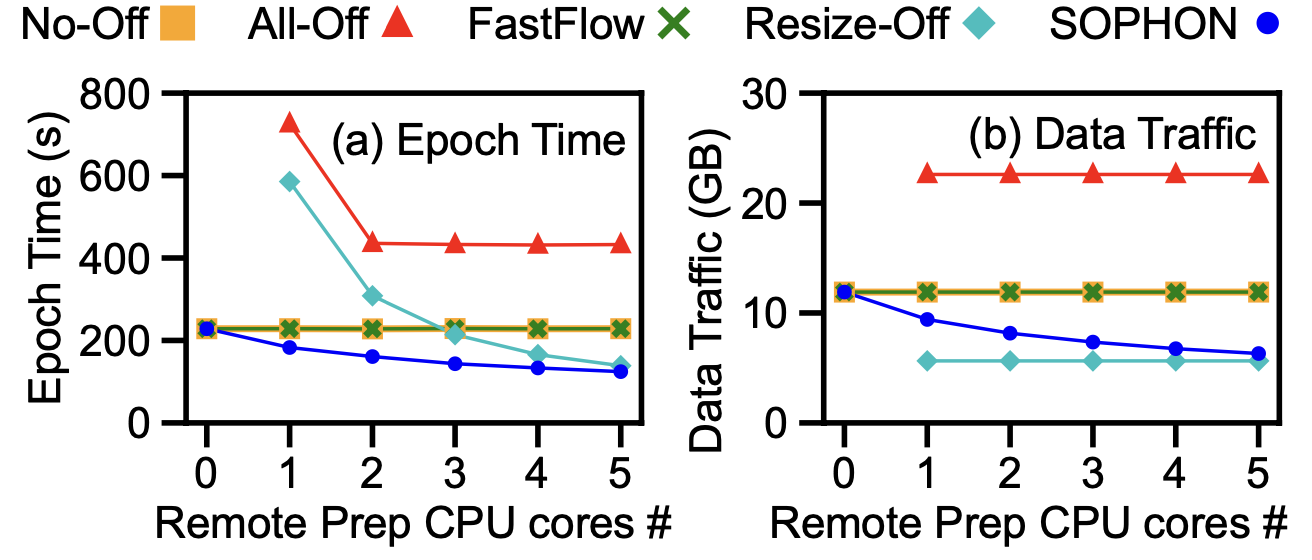 No-Off All-Off FastFlow Resize-Off SOPHON
Epoch Time (s)
800
600
400
200
0
(a) Epoch Time
0 1 2 3 4 5
Remote Prep CPU cores #
Data Traffic (GB)
30
20
10
0
(b) Data Traffic
0 1 2 3 4 5
Remote Prep CPU cores #